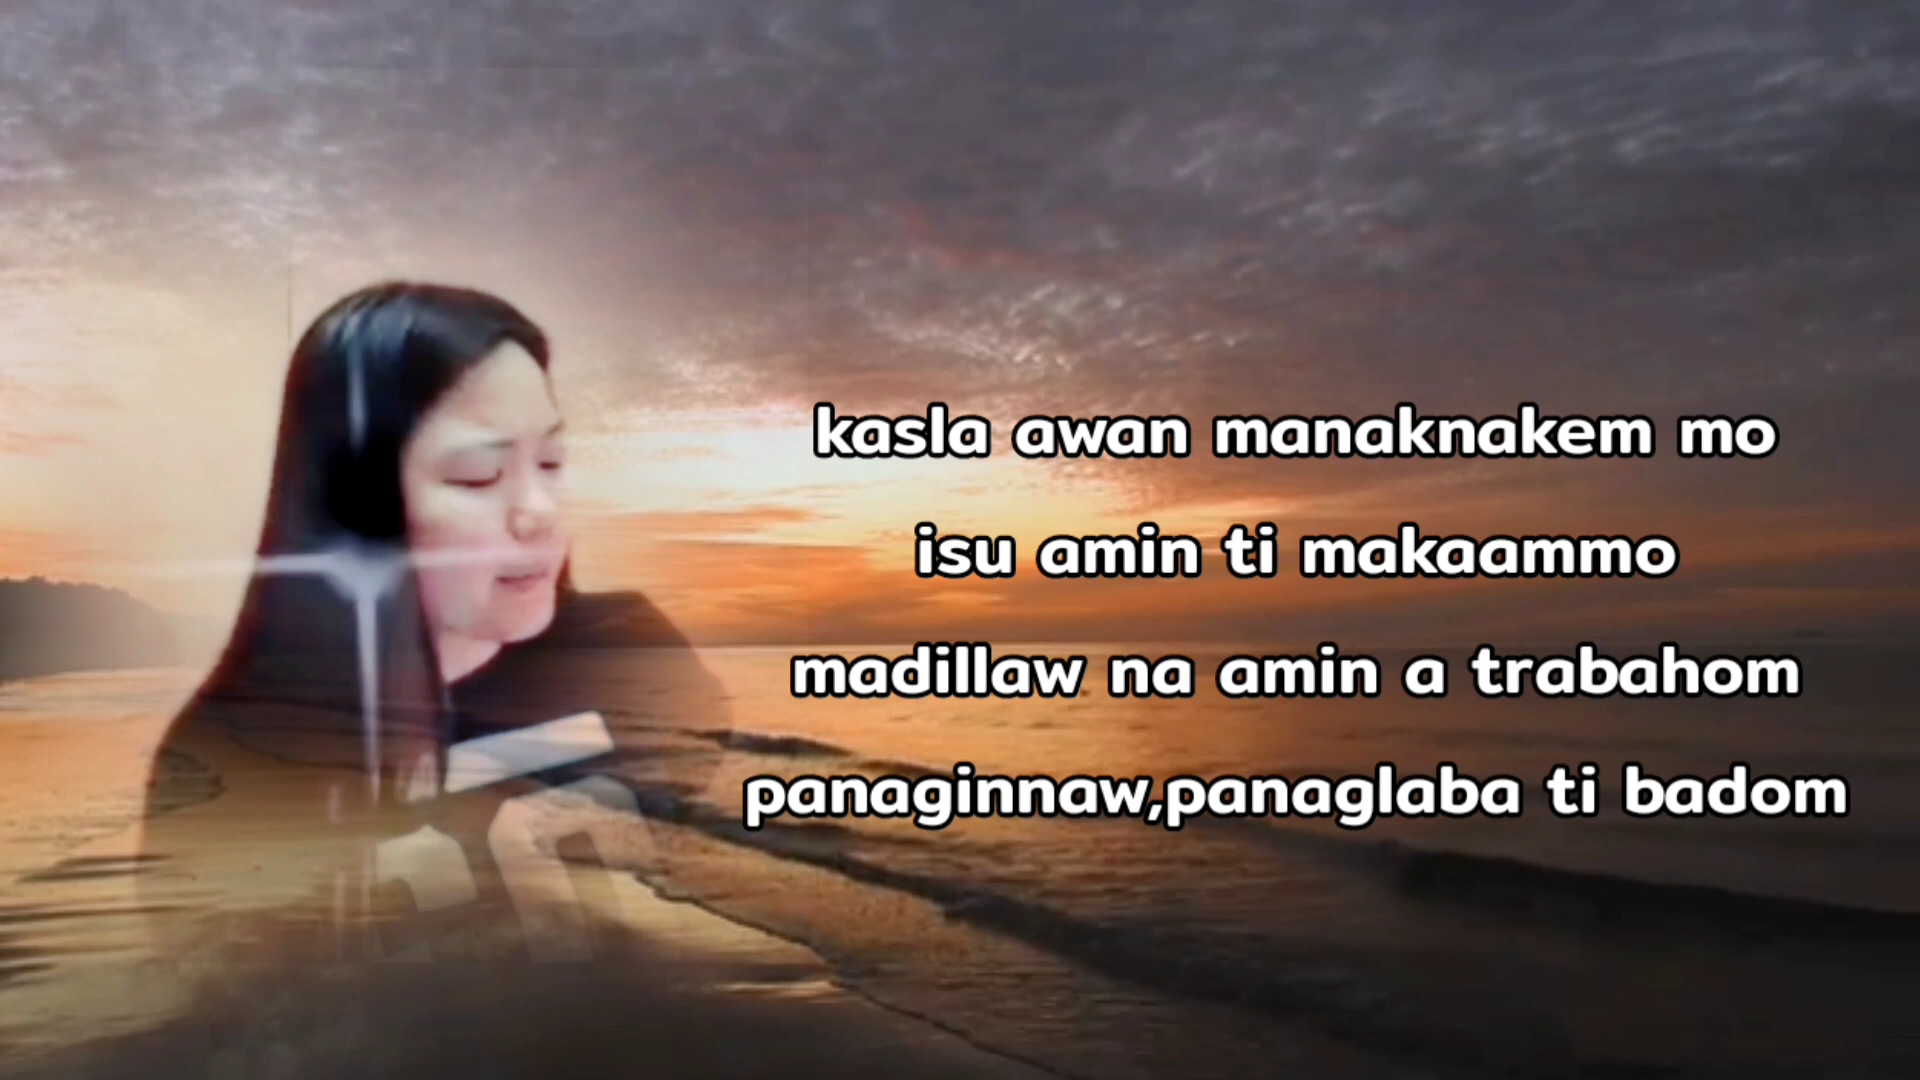 kasla awan manaknakem mo
isu amin ti makaammo
madillaw na amin a trabahom
panaginnaw,panaglaba ti badom